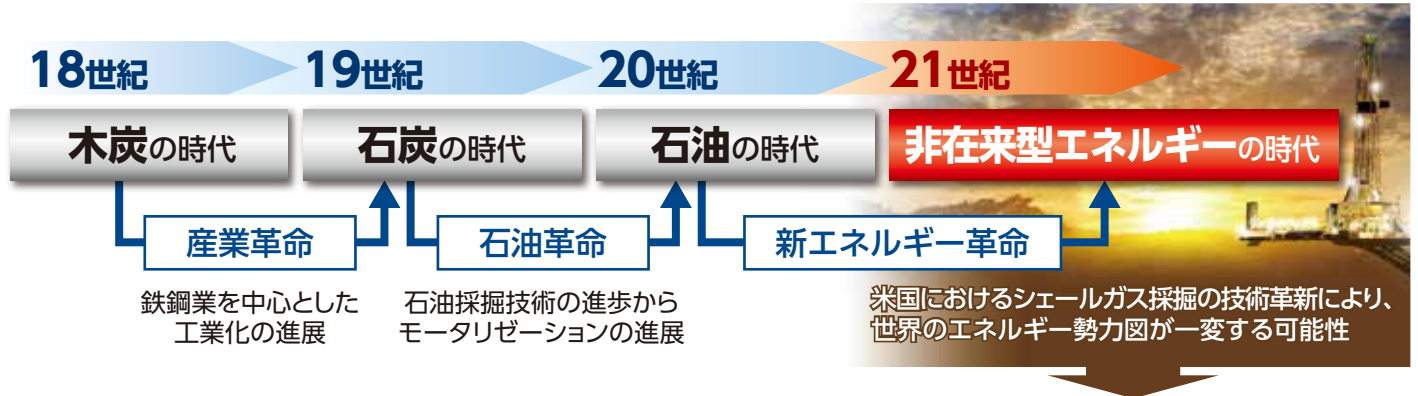 18世紀
19世紀
20世紀
21世紀
木炭の時代
石炭の時代
石油の時代
非在来型エネルギーの時代
産業革命
石油革命
新エネルギー革命
鉄鋼業を中心とした
工業化の進展
石油採掘技術の進歩から
モータリゼーションの進展
米国におけるシェールガス採掘の技術革新により、
世界のエネルギー勢力図が一変する可能性